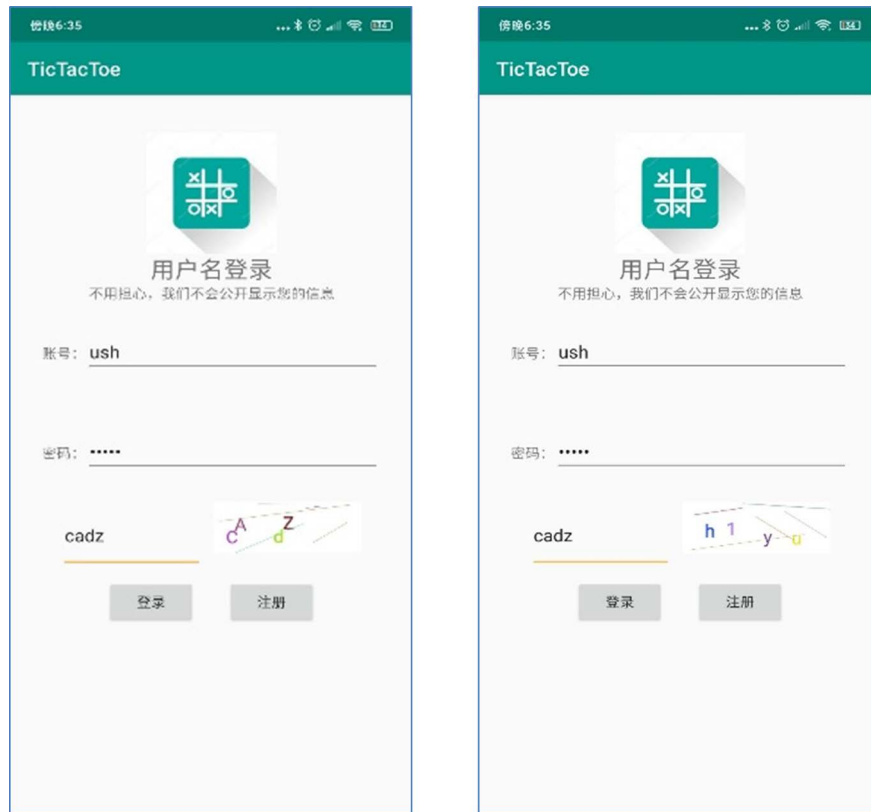 傍晚6:35
TicTacToe
用户名登录
不用担心，我们不会公开显示您的信息
账号： ush
密码： •••••
cadz CAdZ
登录 注册
傍晚6:35
TicTacToe
用户名登录
不用担心，我们不会公开显示您的信息
账号： ush
密码： •••••
cadz h1yu
登录 注册